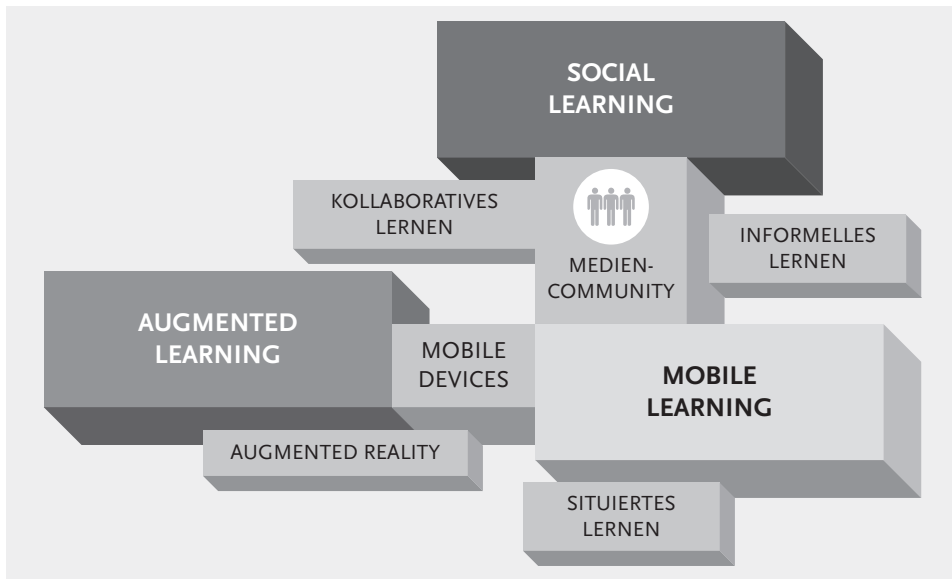 SOCIAL
LEARNING
KOLLABORATIVES
LERNEN
MEDIEN-
COMMUNITY
INFORMELLES
LERNEN
AUGMENTED
LEARNING
MOBILE
DEVICES
MOBILE
LEARNING
AUGMENTED REALITY
SITUIERTES
LERNEN